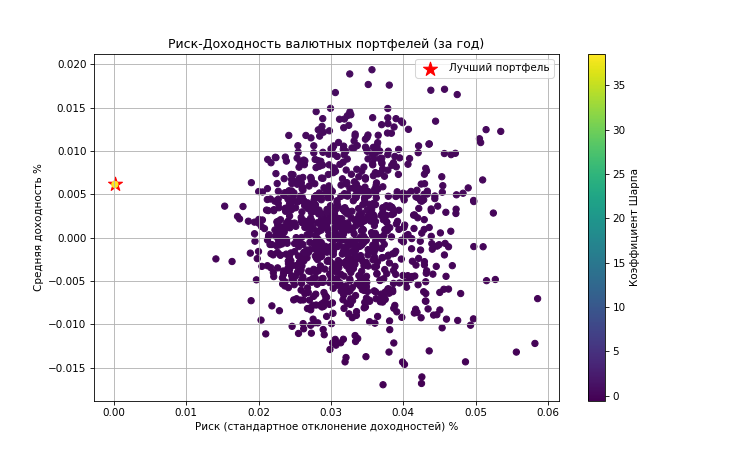 Риск-Доходность валютных портфелей (за год)
Лучший портфель
Средняя доходность %
0.020
0.015
0.010
0.005
0.000
−0.005
−0.010
−0.015
0.00 0.01 0.02 0.03 0.04 0.05 0.06
Риск (стандартное отклонение доходностей) %
35
30
25
20
15
10
5
0
Коэффициент Шарпа